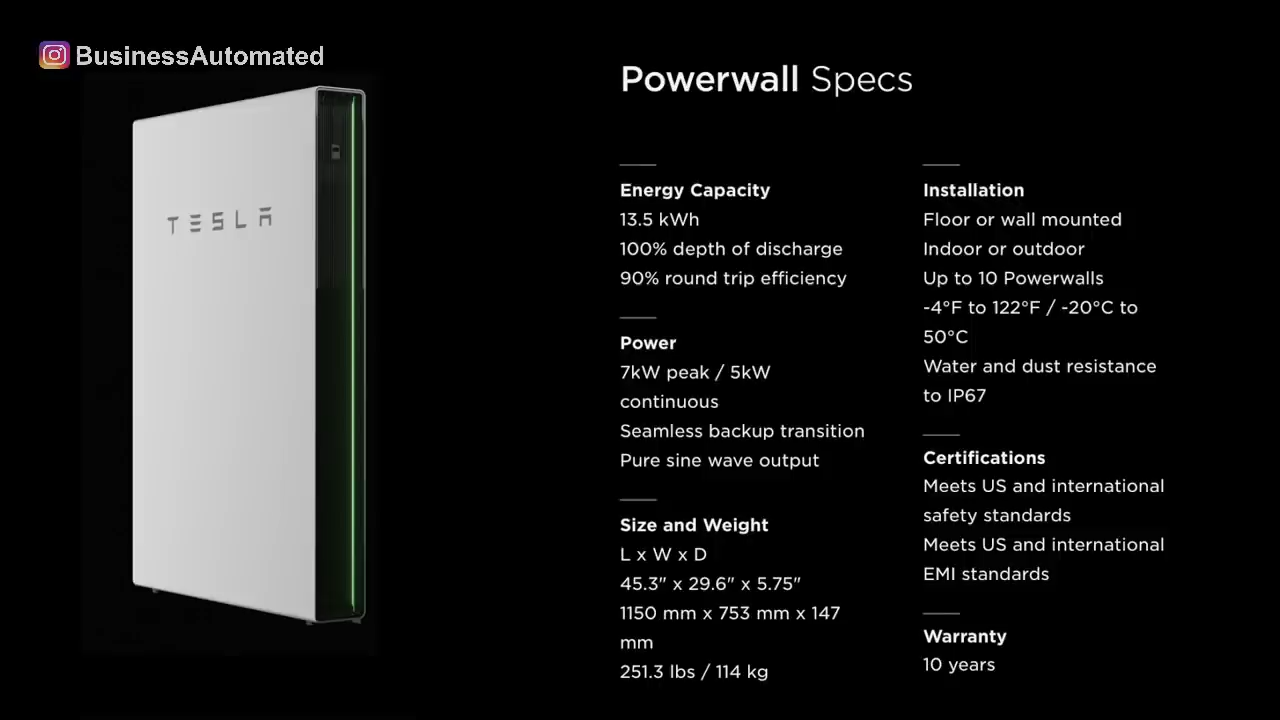 BusinessAutomated
TESLA
Powerwall Specs
Energy Capacity
13.5 kWh
100% depth of discharge
90% round trip efficiency
Power
7kW peak / 5kW
continuous
Seamless backup transition
Pure sine wave output
Size and Weight
L x W x D
45.3" x 29.6" x 5.75"
1150 mm x 753 mm x 147
mm
251.3 lbs / 114 kg
Installation
Floor or wall mounted
Indoor or outdoor
Up to 10 Powerwalls
-4°F to 122°F / -20°C to
50°C
Water and dust resistance
to IP67
Certifications
Meets US and international
safety standards
Meets US and international
EMI standards
Warranty
10 years